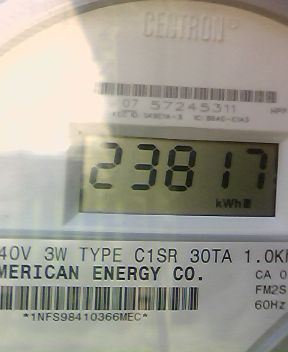 CENTRON®
07 57245311
23817
kWh
40V 3W TYPE C1SR 30TA 1.0K
MERICAN ENERGY CO.
CA 0
FM2S
60Hz
*1NFS98410366MEC*